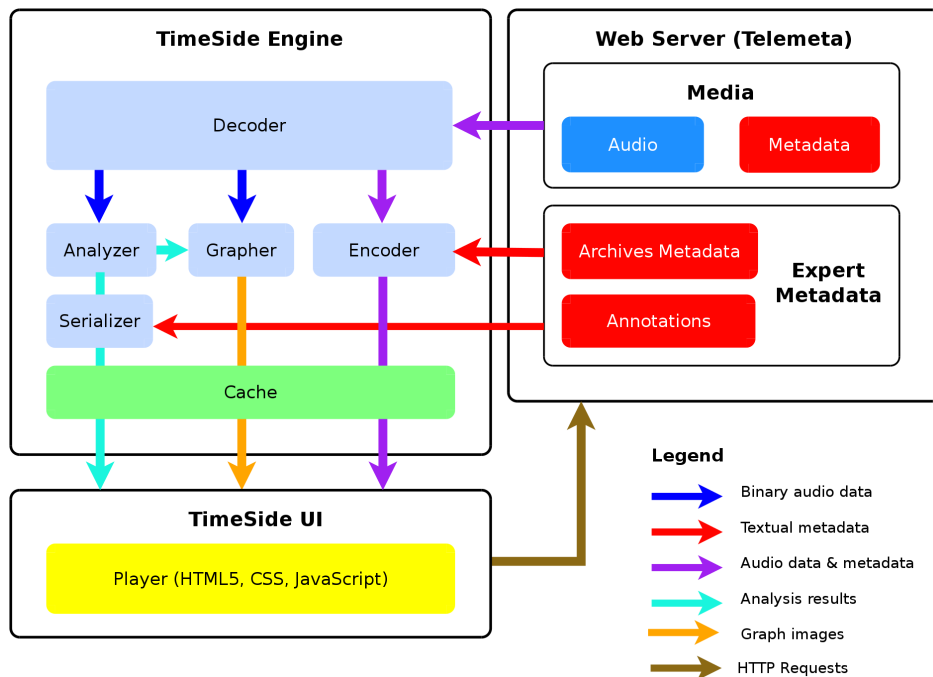 TimeSide Engine
Decoder
Analyzer
Grapher
Encoder
Serializer
Cache
Web Server (Telemeta)
Media
Audio
Metadata
Archives Metadata
Annotations
Expert
Metadata
TimeSide UI
Player (HTML5, CSS, JavaScript)
Legend
Binary audio data
Textual metadata
Audio data & metadata
Analysis results
Graph images
HTTP Requests